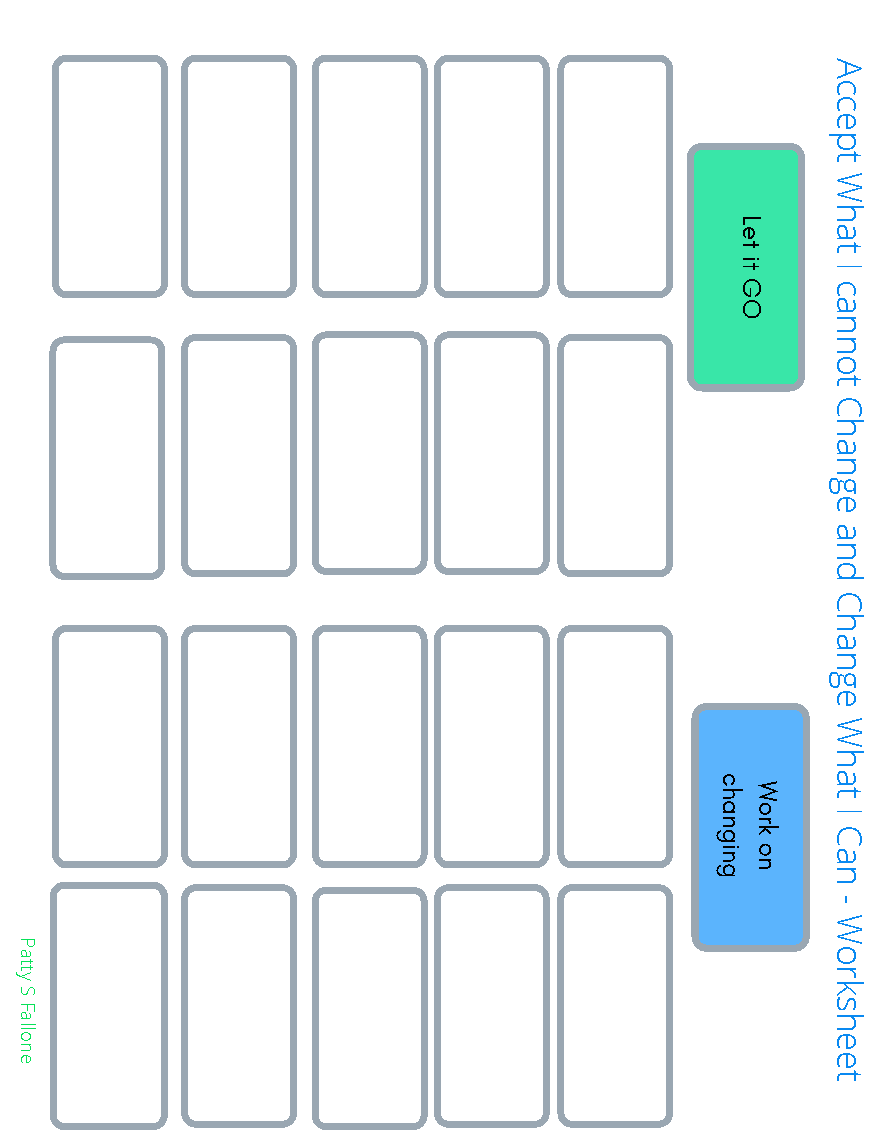 Accept What I cannot Change and Change What I Can - Worksheet
Let it GO
Work on
changing
Patty S Fallone